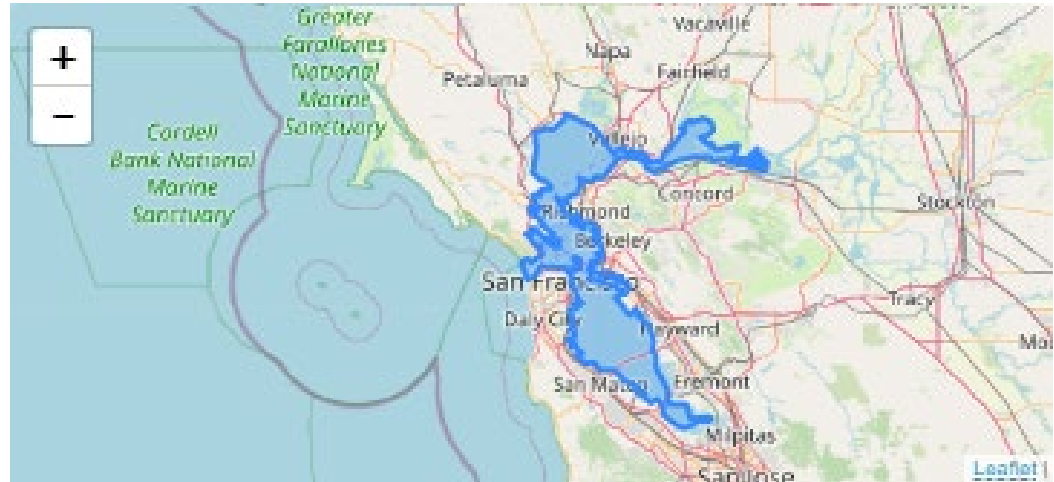 Greater
Farallones
National
Marine
Sanctuary
Vacaville
Napa
Petaluma
Fairfield
+
−
Cordell
Bank National
Marine
Sanctuary
Vallejo
Concord
Stockton
Richmond
Berkeley
San Francisco
Tracy
Daly City
Hayward
San Mateo
Fremont
Milpitas
San Jose
Leaflet |